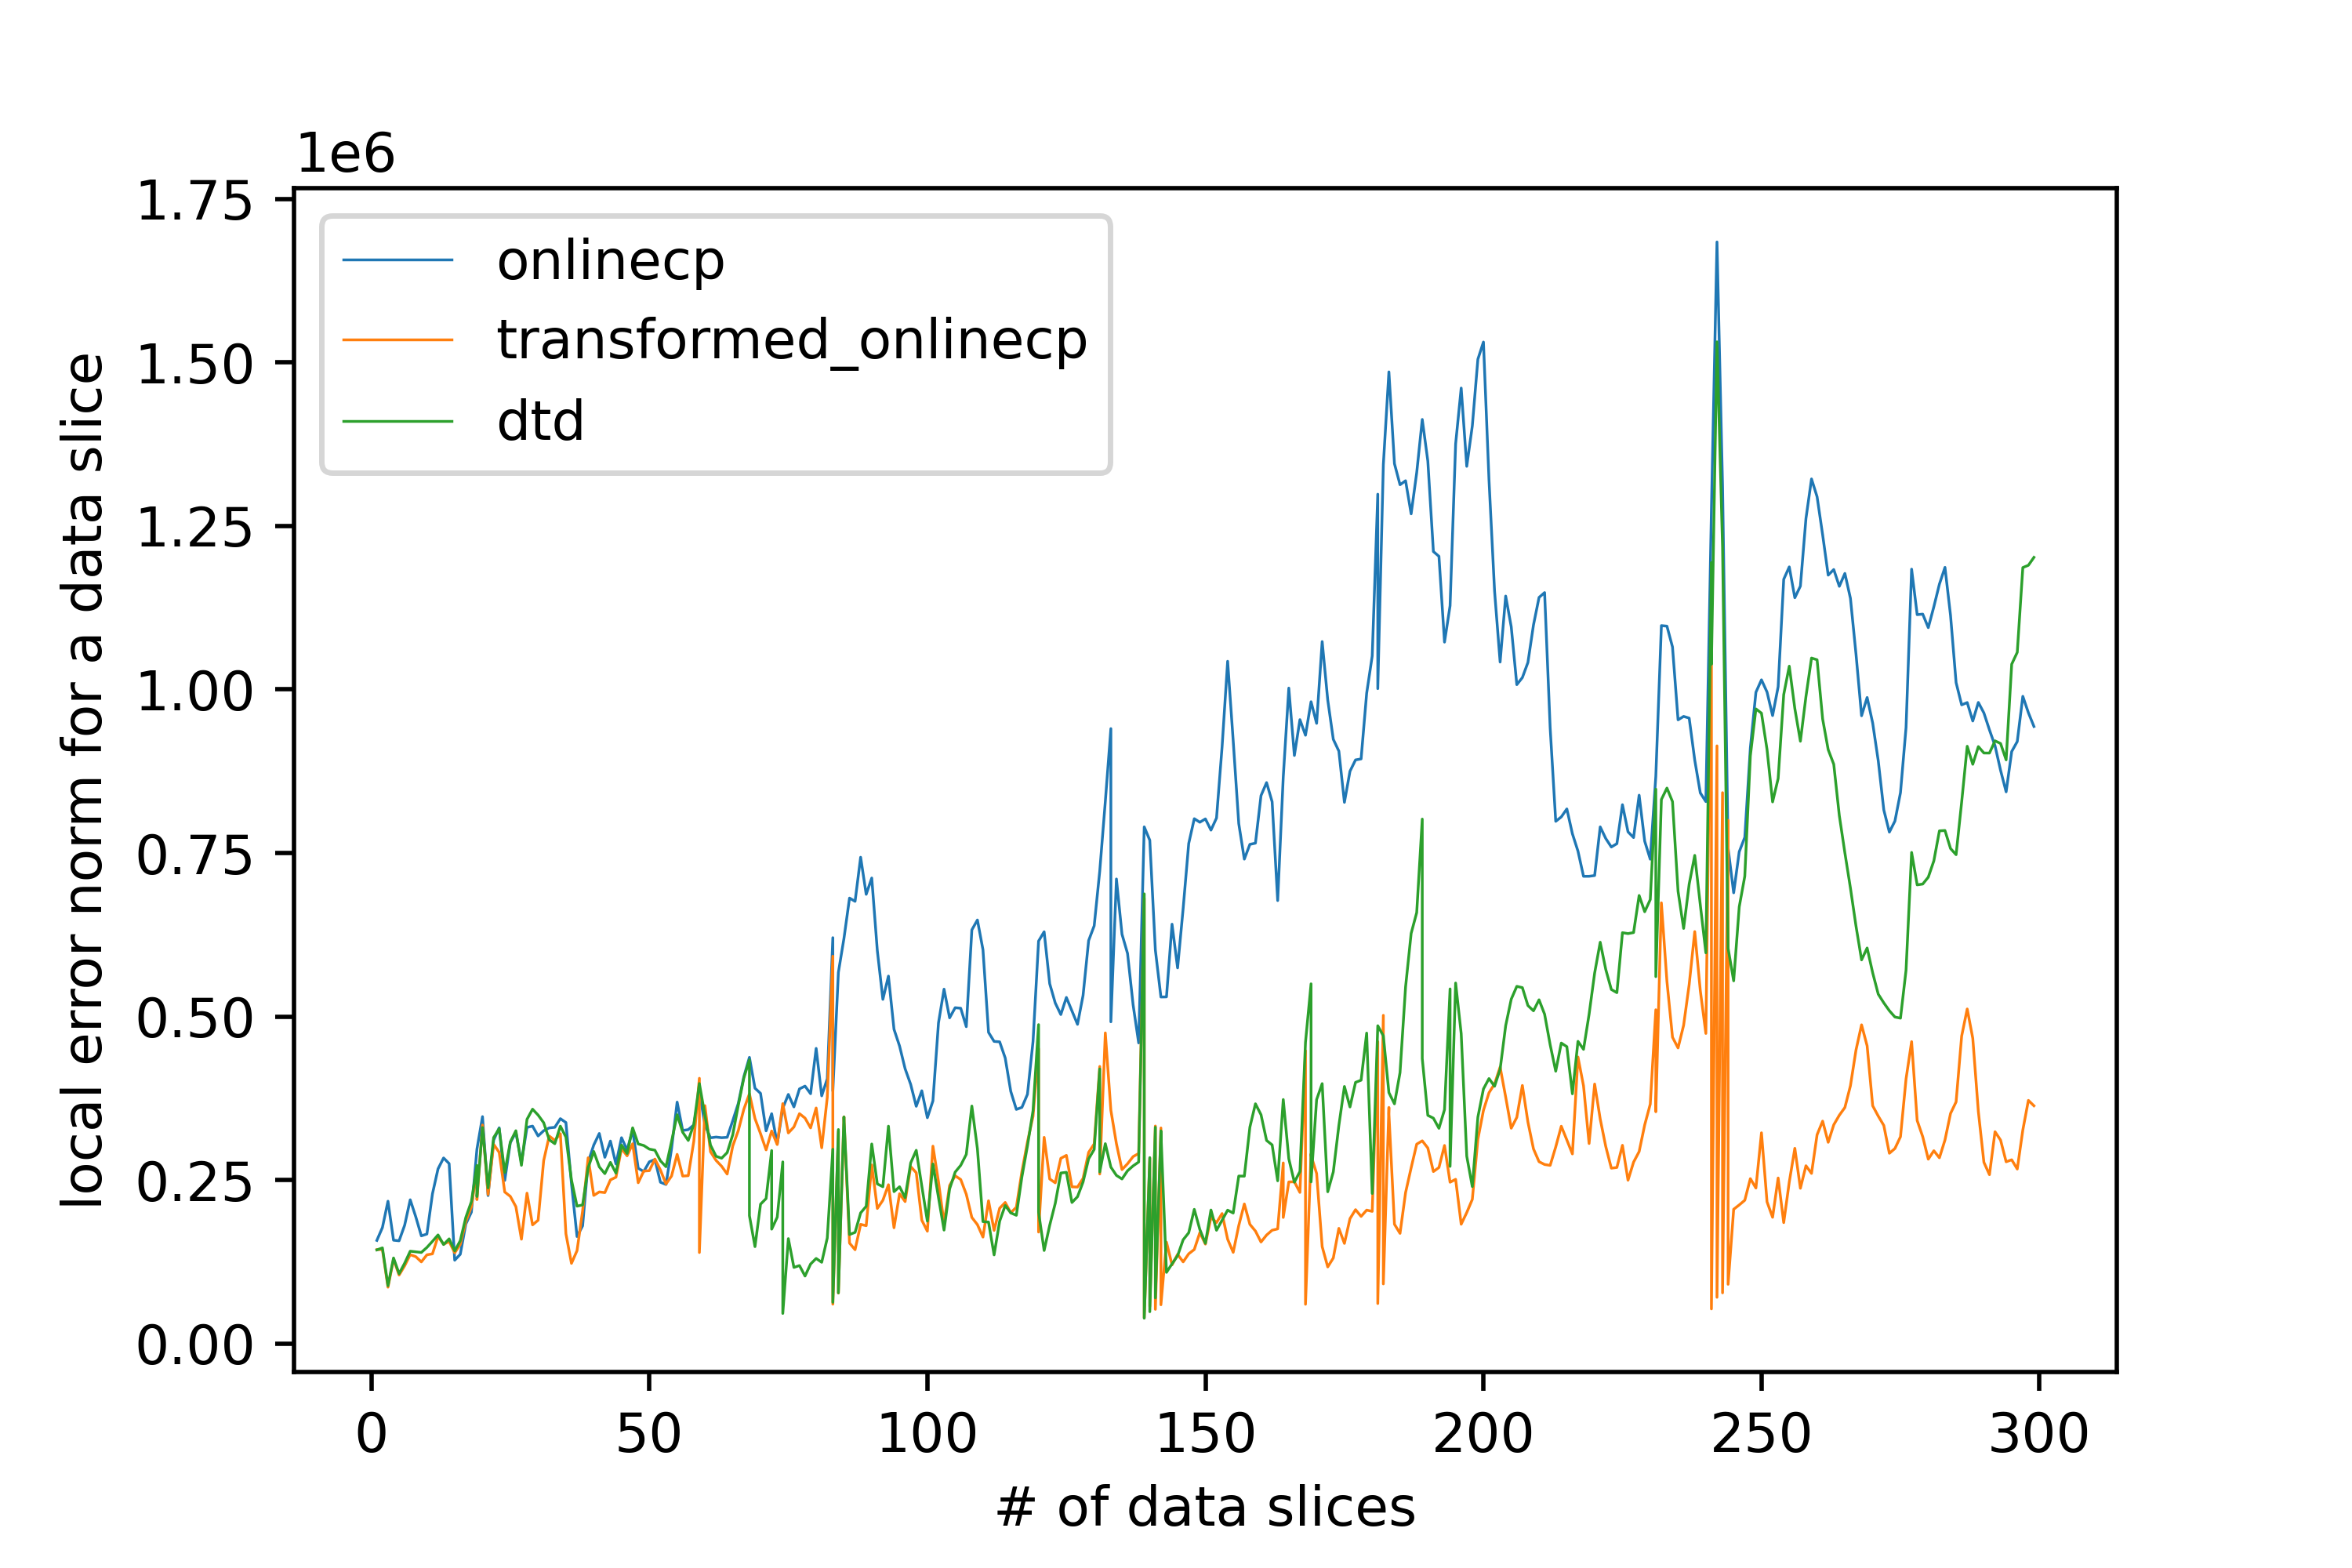 1e6
1.75
1.50
1.25
1.00
0.75
0.50
0.25
0.00
local error norm for a data slice
onlinecp
transformed_onlinecp
dtd
0 50 100 150 200 250 300
# of data slices